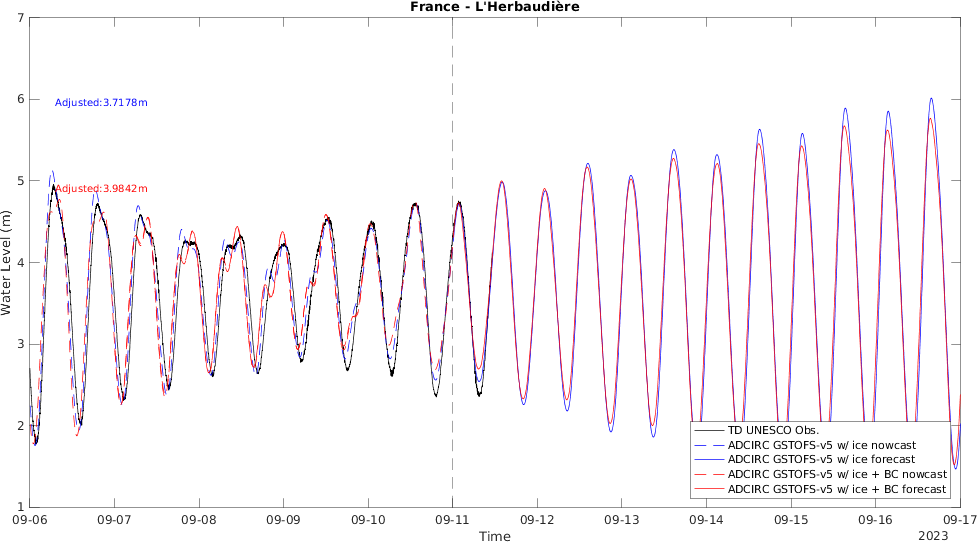 France - L'Herbaudière
7
6
5
4
3
2
1
Water Level (m)
Adjusted:3.7178m
Adjusted:3.9842m
TD UNESCO Obs.
ADCIRC GSTOFS-v5 w/ ice nowcast
ADCIRC GSTOFS-v5 w/ ice forecast
ADCIRC GSTOFS-v5 w/ ice + BC nowcast
ADCIRC GSTOFS-v5 w/ ice + BC forecast
09-06 09-07 09-08 09-09 09-10 09-11 09-12 09-13 09-14 09-15 09-16 09-17
Time
2023